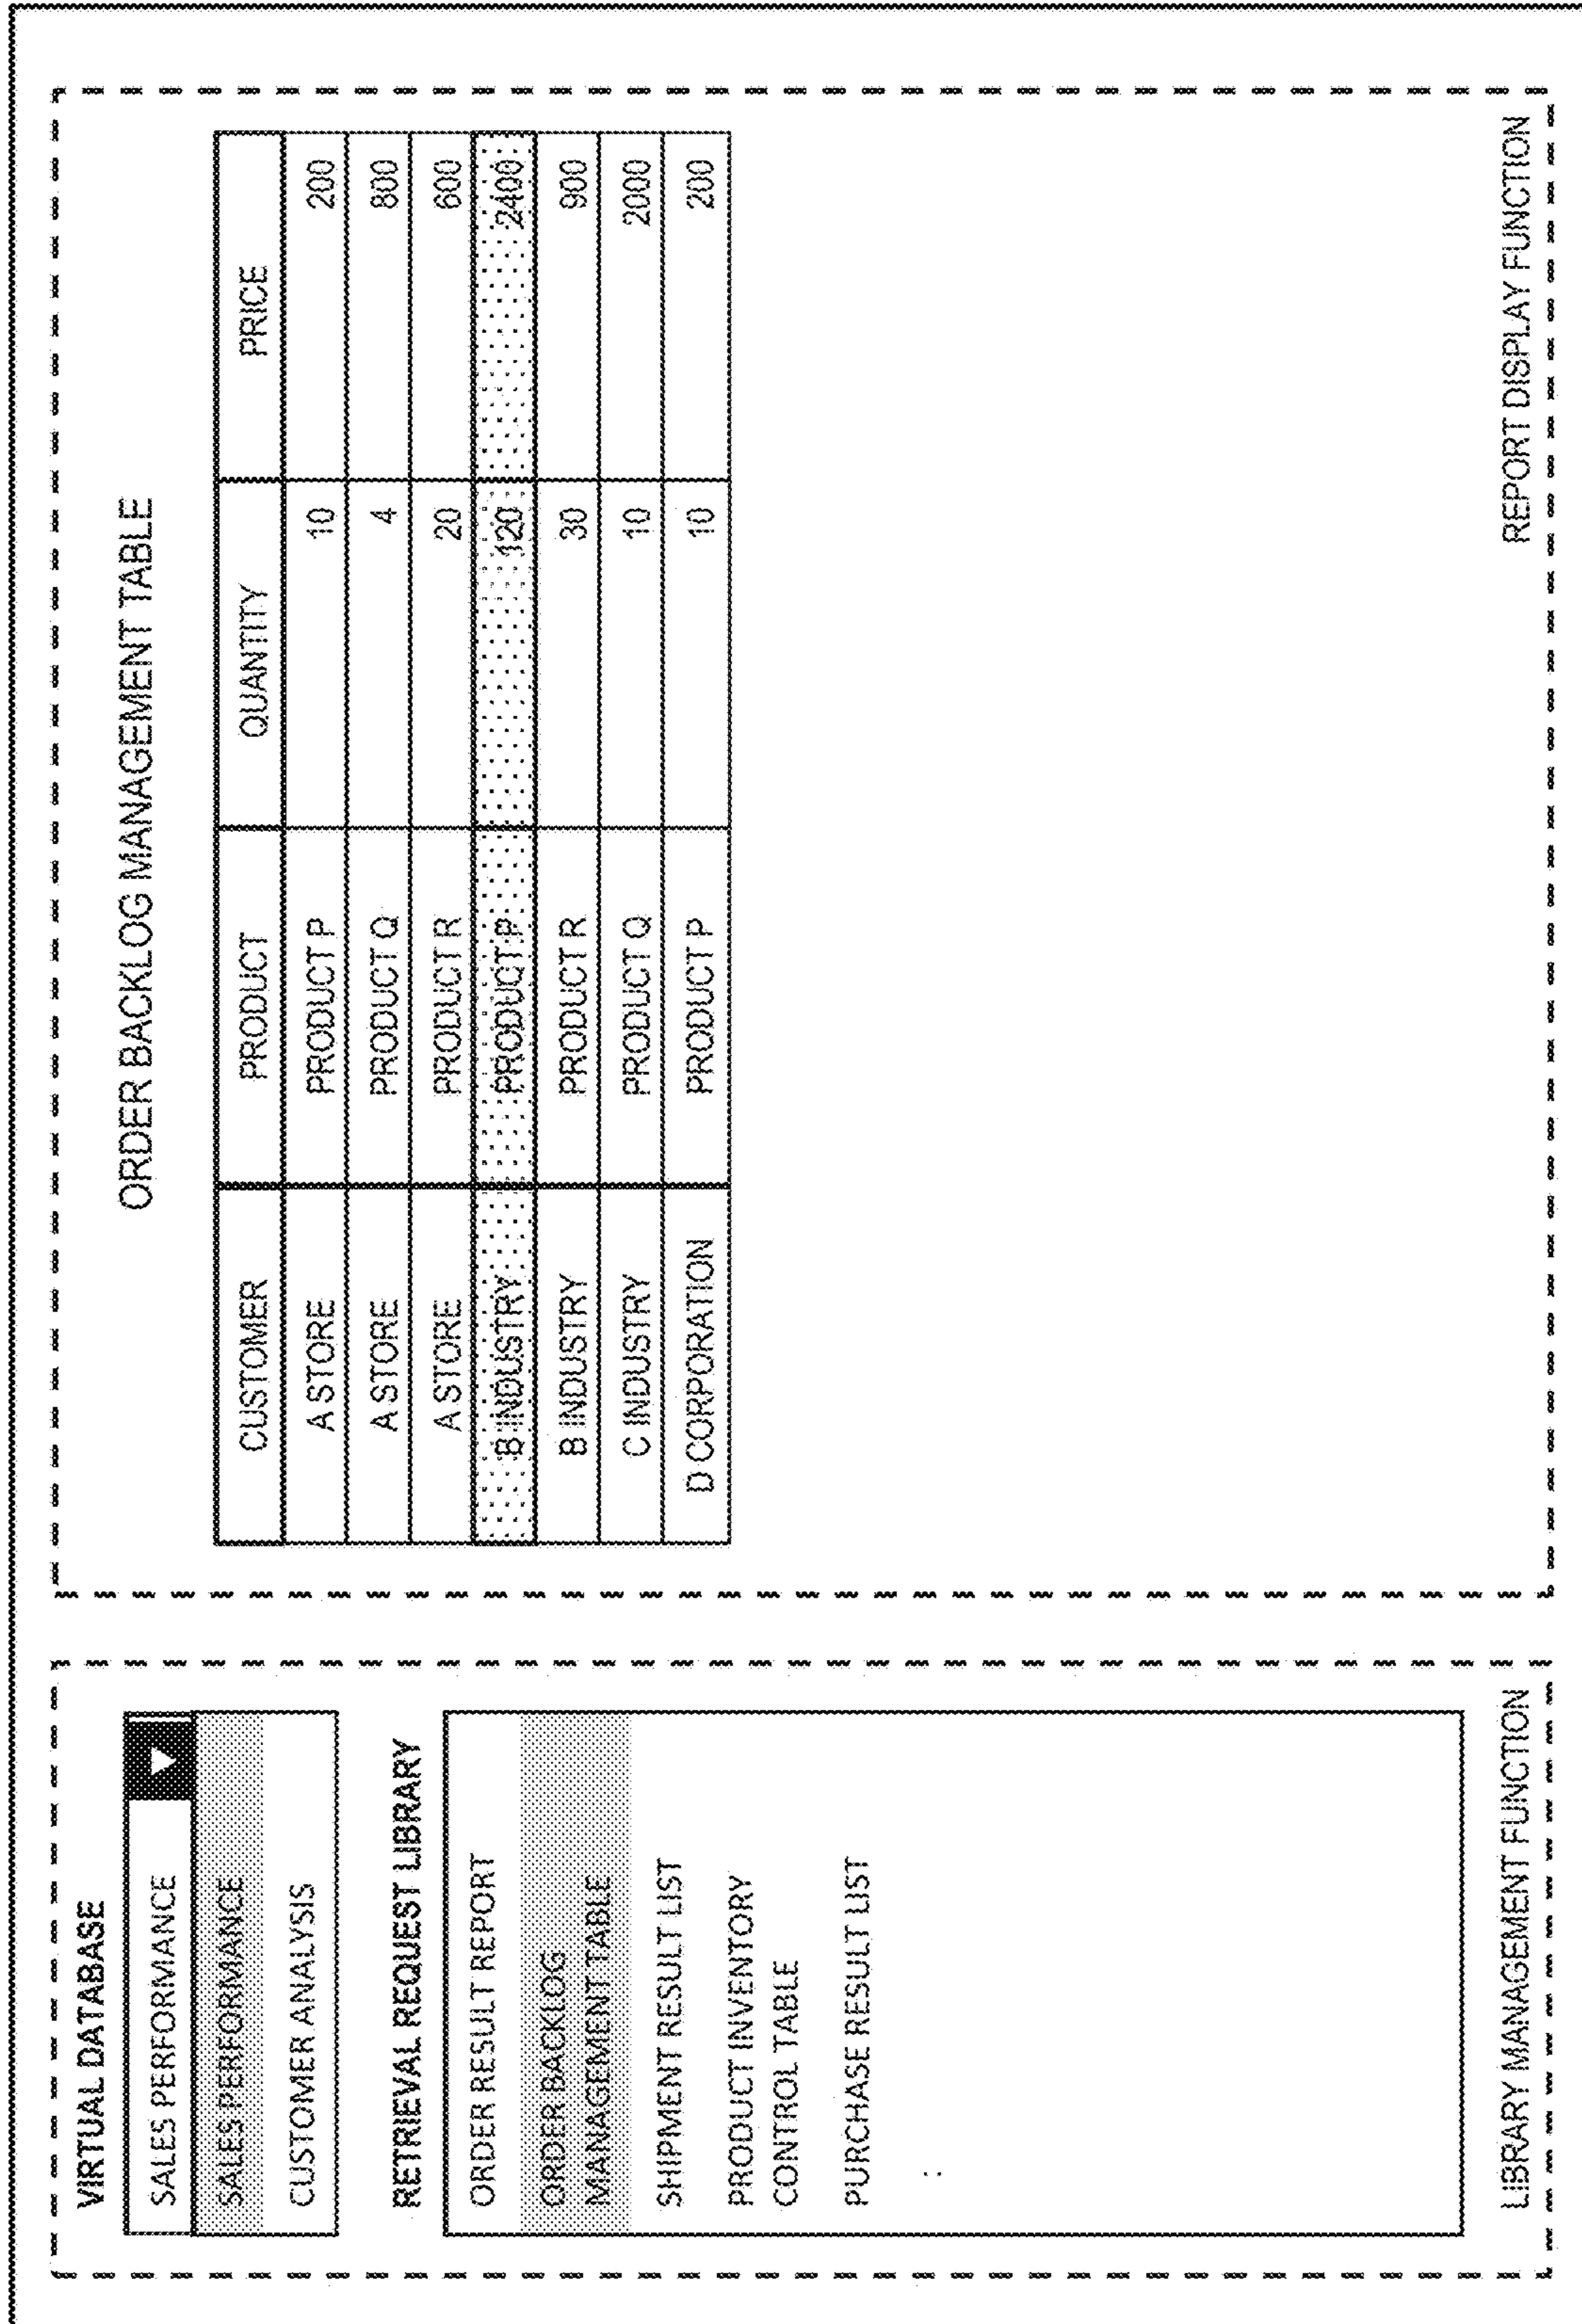 VIRTUAL DATABASE
SALES PERFORMANCE
SALES PERFORMANCE
CUSTOMER ANALYSIS
RETRIEVAL REQUEST LIBRARY
ORDER RESULT REPORT
ORDER BACKLOG
MANAGEMENT TABLE
SHIPMENT RESULT LIST
PRODUCT INVENTORY
CONTROL TABLE
PURCHASE RESULT LIST
:
LIBRARY MANAGEMENT FUNCTION
ORDER BACKLOG MANAGEMENT TABLE
CUSTOMER PRODUCT QUANTITY PRICE
A STORE PRODUCT P 10 200
A STORE PRODUCT Q 4 800
A STORE PRODUCT R 20 600
B INDUSTRY PRODUCT P 120 2400
B INDUSTRY PRODUCT R 30 900
C INDUSTRY PRODUCT Q 10 2000
D CORPORATION PRODUCT P 10 200
REPORT DISPLAY FUNCTION